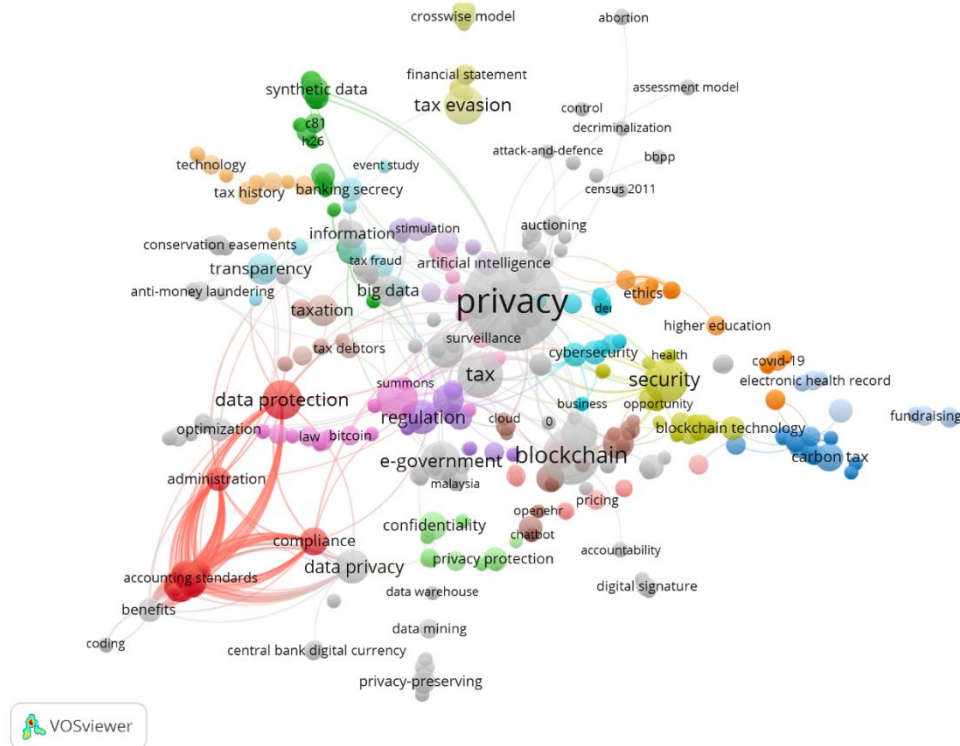 crosswise model
abortion
financial statement
tax evasion
assessment model
synthetic data
control
c81
h26
decriminalization
attack-and-defence
bbpp
technology
event study
tax history
banking secrecy
census 2011
information
stimulation
auctioning
conservation easements
tax fraud
artificial intelligence
transparency
anti-money laundering
big data
privacy
ethics
der
taxation
surveillance
higher education
tax debtors
cybersecurity
health
covid-19
tax
security
electronic health record
summons
data protection
business
opportunity
regulation
fundraising
optimization
law
bitcoin
cloud
0
blockchain technology
e-government
blockchain
carbon tax
administration
malaysia
pricing
openehr
confidentiality
chatbot
compliance
accountability
privacy protection
data privacy
accounting standards
digital signature
data warehouse
benefits
data mining
coding
central bank digital currency
privacy-preserving
VOSviewer